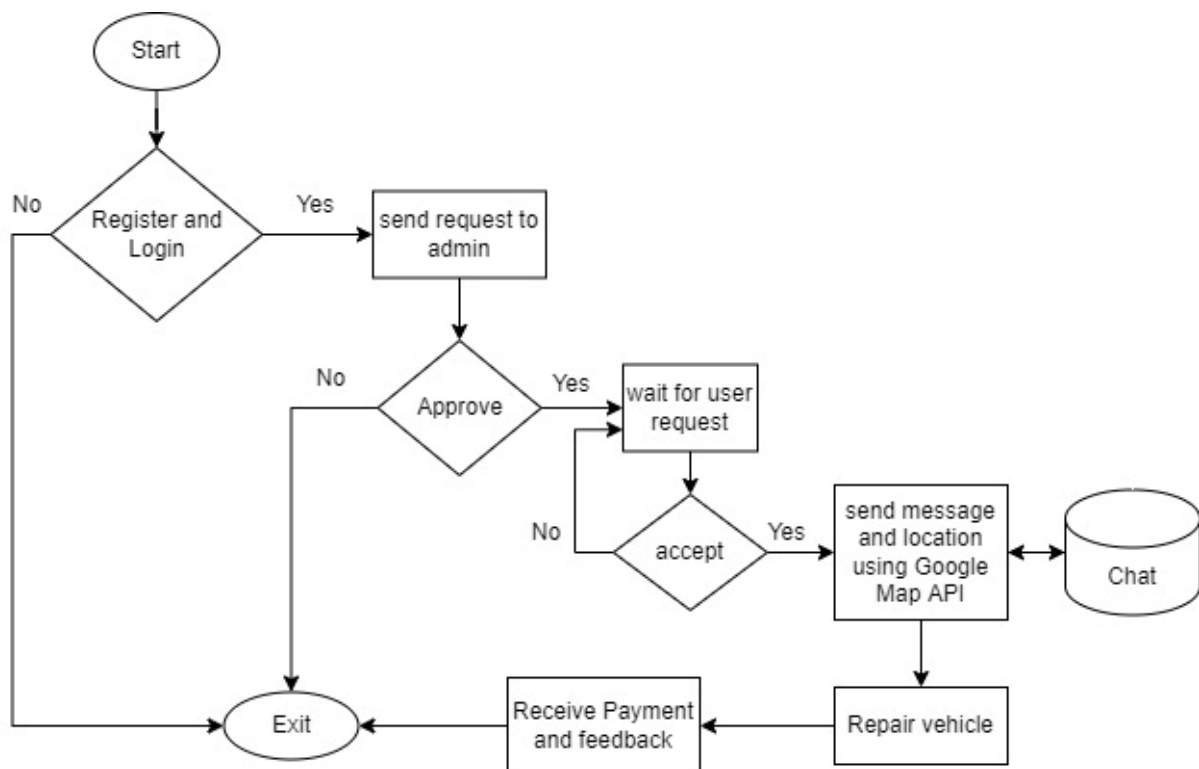 Start
No
Register and
Login
Yes
send request to
admin
No
Approve
Yes
wait for user
request
No
accept
Yes
send message
and location
using Google
Map API
Chat
Exit
Receive Payment
and feedback
Repair vehicle